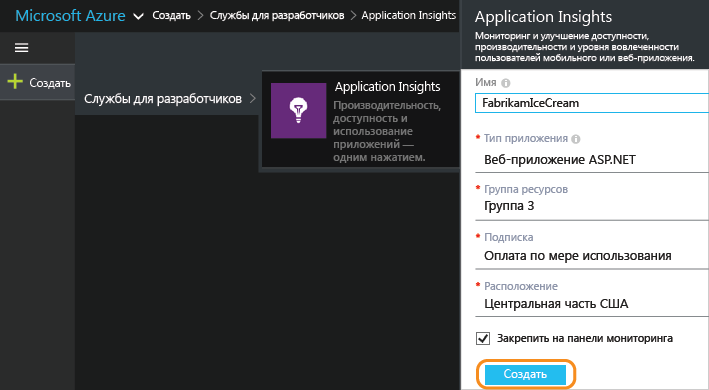 Microsoft Azure Создать Службы для разработчиков Application Insights
Создать
Службы для разработчиков
Application Insights
Производительность,
доступность и
использование
приложений —
одним нажатием.
Application Insights
Мониторинг и улучшение доступности,
производительности и уровня вовлеченности
пользователей мобильного или веб-приложения.
Имя
FabrikamIceCream
* Тип приложения
Веб-приложение ASP.NET
* Группа ресурсов
Группа 3
* Подписка
Оплата по мере использования
* Расположение
Центральная часть США
Закрепить на панели мониторинга
Создать